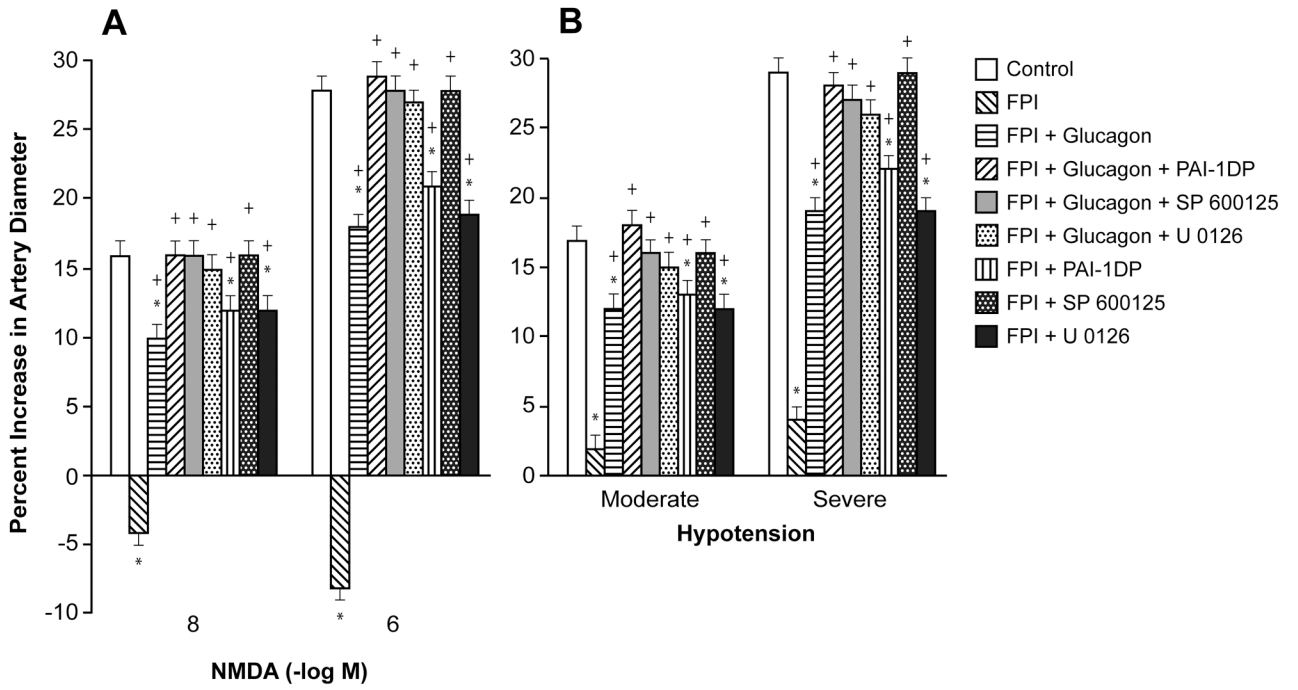 A
Percent Increase in Artery Diameter
30
25
20
15
10
5
0
-5
-10
+
*
8
6
NMDA (-log M)
B
30
25
20
15
10
5
0
Moderate
Severe
Hypotension
Control
FPI
FPI + Glucagon
FPI + Glucagon + PAI-1DP
FPI + Glucagon + SP 600125
FPI + Glucagon + U 0126
FPI + PAI-1DP
FPI + SP 600125
FPI + U 0126